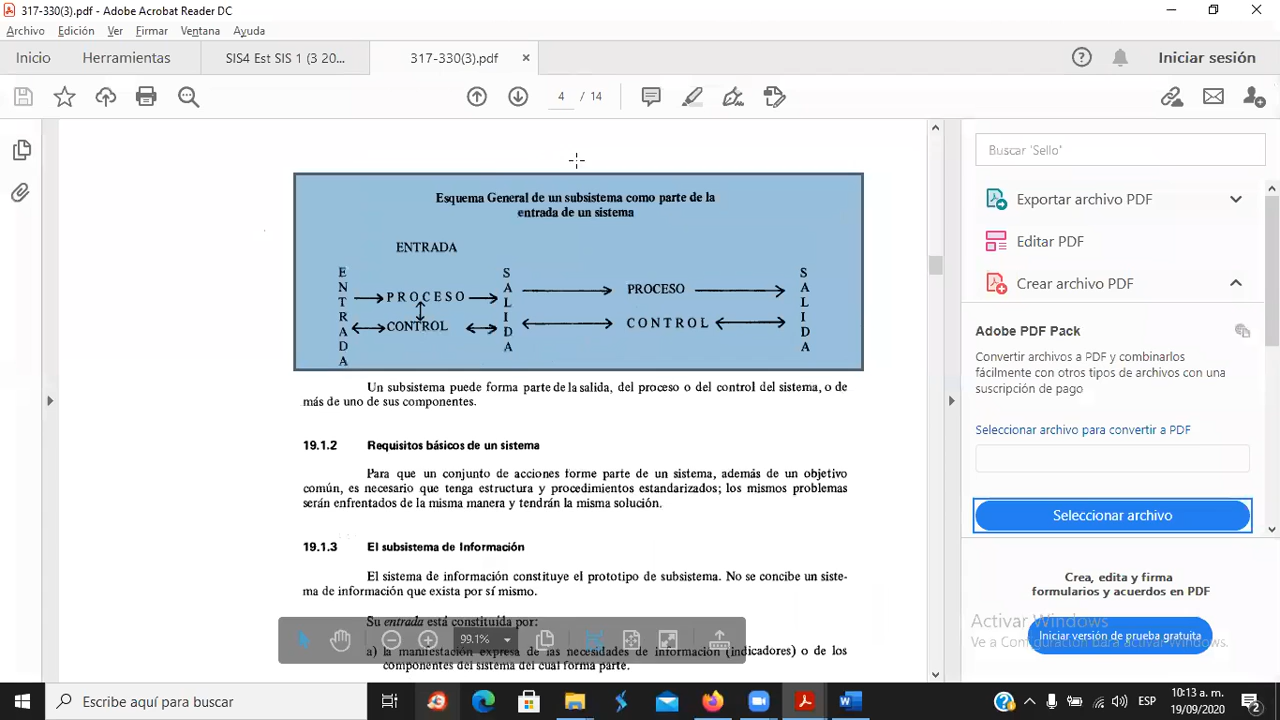 317-330(3).pdf - Adobe Acrobat Reader DC
Archivo Edición Ver Firmar Ventana Ayuda
Inicio Herramientas SIS4 Est SIS 1 (3 20... 317-330(3).pdf × Iniciar sesión
4 / 14
Buscar 'Sello'
Exportar archivo PDF
Editar PDF
Crear archivo PDF
Adobe PDF Pack
Convertir archivos a PDF y combinarlos
fácilmente con otros tipos de archivos con una
suscripción de pago
Seleccionar archivo para convertir a PDF
Seleccionar archivo
Crea, edita y firma
formularios y acuerdos en PDF
Iniciar versión de prueba gratuita
Activar Windows
Ve a Configuración para activar Windows.
Esquema General de un subsistema como parte de la
entrada de un sistema
ENTRADA
ENTRADA
PROCESO
CONTROL
SALIDA
PROCESO
CONTROL
SALIDA
Un subsistema puede forma parte de la salida, del proceso o del control del sistema, o de
más de uno de sus componentes.
19.1.2 Requisitos básicos de un sistema
Para que un conjunto de acciones forme parte de un sistema, además de un objetivo
común, es necesario que tenga estructura y procedimientos estandarizados; los mismos problemas
serán enfrentados de la misma manera y tendrán la misma solución.
19.1.3 El subsistema de Información
El sistema de información constituye el prototipo de subsistema. No se concibe un siste-
ma de información que exista por sí mismo.
Su entrada está constituída por:
99.1%
a) la manifestación expresa de las necesidades de información (indicadores) o de los
componentes del sistema del cual forma parte.
Escribe aquí para buscar
ESP
10:13 a. m.
19/09/2020
2